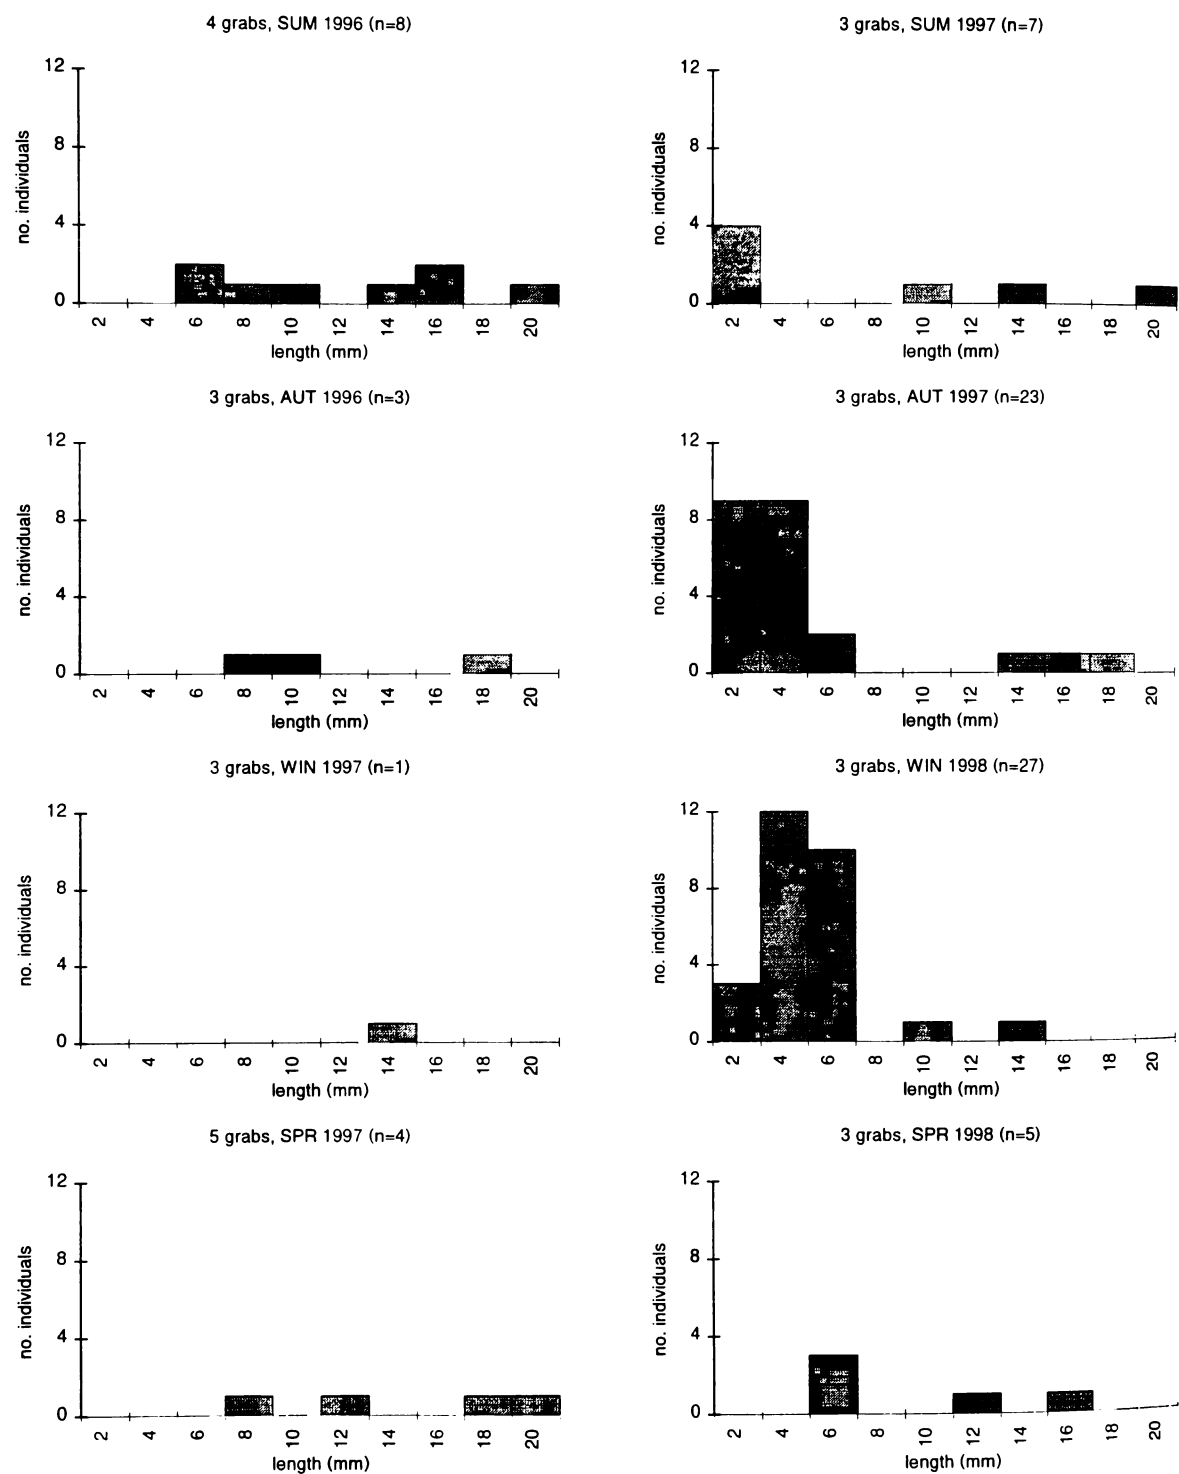 4 grabs, SUM 1996 (n=8)
12
8
4
0
no. individuals
2 4 6 8 10 12 14 16 18 20
length (mm)
3 grabs, SUM 1997 (n=7)
12
8
4
0
no. individuals
2 4 6 8 10 12 14 16 18 20
length (mm)
3 grabs, AUT 1996 (n=3)
12
8
4
0
no. individuals
2 4 6 8 10 12 14 16 18 20
length (mm)
3 grabs, AUT 1997 (n=23)
12
8
4
0
no. individuals
2 4 6 8 10 12 14 16 18 20
length (mm)
3 grabs, WIN 1997 (n=1)
12
8
4
0
no. individuals
2 4 6 8 10 12 14 16 18 20
length (mm)
3 grabs, WIN 1998 (n=27)
12
8
4
0
no. individuals
2 4 6 8 10 12 14 16 18 20
length (mm)
5 grabs, SPR 1997 (n=4)
12
8
4
0
no. individuals
2 4 6 8 10 12 14 16 18 20
length (mm)
3 grabs, SPR 1998 (n=5)
12
8
4
0
no. individuals
2 4 6 8 10 12 14 16 18 20
length (mm)